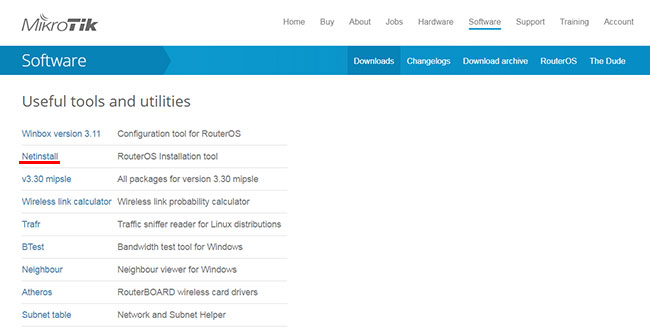 MikroTik
Home Buy About Jobs Hardware Software Support Training Account
Software
Downloads Changelogs Download archive RouterOS The Dude
Useful tools and utilities
Winbox version 3.11 Configuration tool for RouterOS
Netinstall RouterOS Installation tool
v3.30 mipsle All packages for version 3.30 mipsle
Wireless link calculator Wireless link probability calculator
Trafr Traffic sniffer reader for Linux distributions
BTest Bandwidth test tool for Windows
Neighbour Neighbour viewer for Windows
Atheros RouterBOARD wireless card drivers
Subnet table Network and Subnet Helper